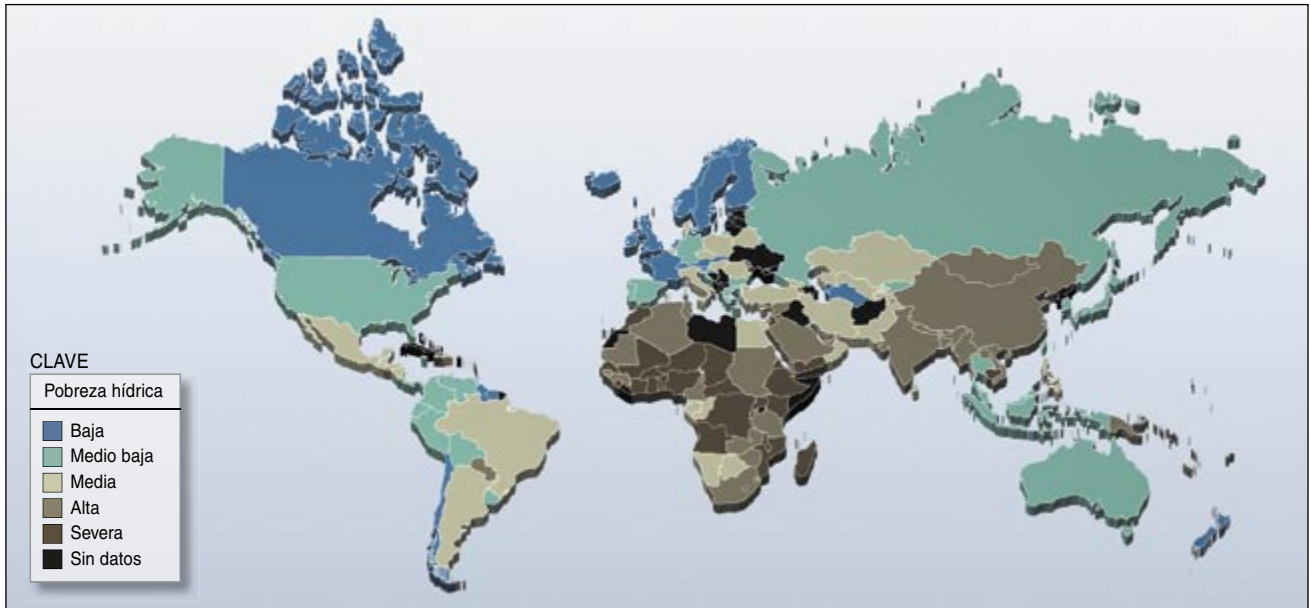 CLAVE
Pobreza hídrica
Baja
Medio baja
Media
Alta
Severa
Sin datos